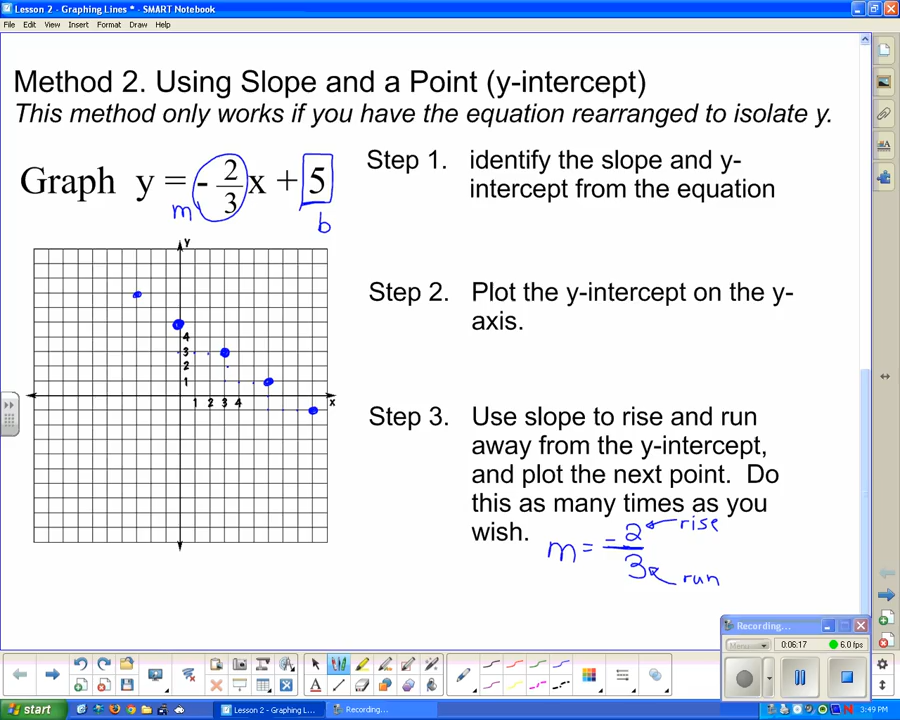 Lesson 2 - Graphing Lines * - SMART Notebook
File Edit View Insert Format Draw Help
Method 2. Using Slope and a Point (y-intercept)
This method only works if you have the equation rearranged to isolate y.
Graph y = - 2/3 x + 5
m
b
Step 1. identify the slope and y-
intercept from the equation
Y
4
3
2
1
1 2 3 4
x
Step 2. Plot the y-intercept on the y-
axis.
Step 3. Use slope to rise and run
away from the y-intercept,
and plot the next point. Do
this as many times as you
wish.
m = -2/3
rise
run
Recording...
Menu
0:06:17
6.0 fps
start
Lesson 2 - Graphing L...
Recording...
3:49 PM